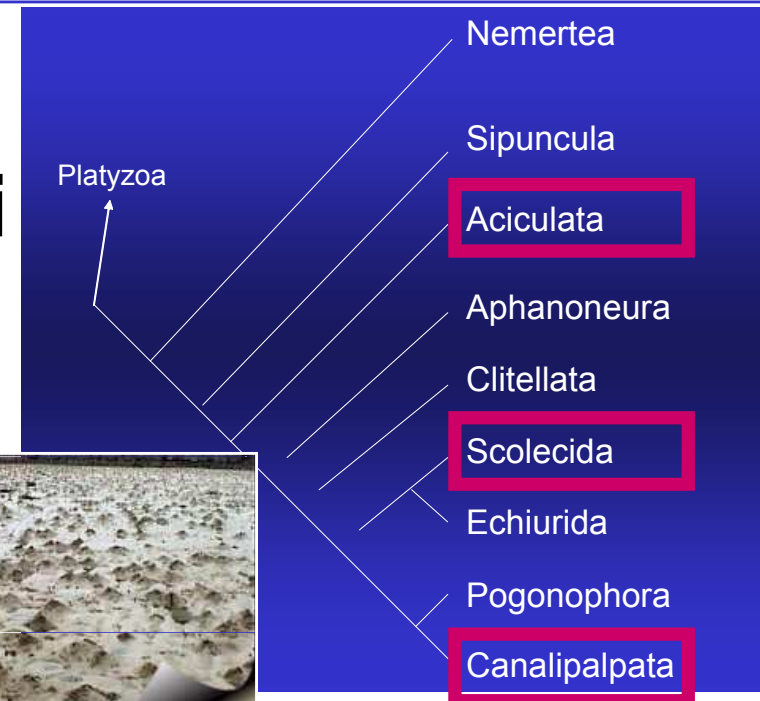 Nemertea
Sipuncula
Platyzoa
i
Aciculata
Aphanoneura
Clitellata
Scolecida
Echiurida
Pogonophora
Canalipalpata